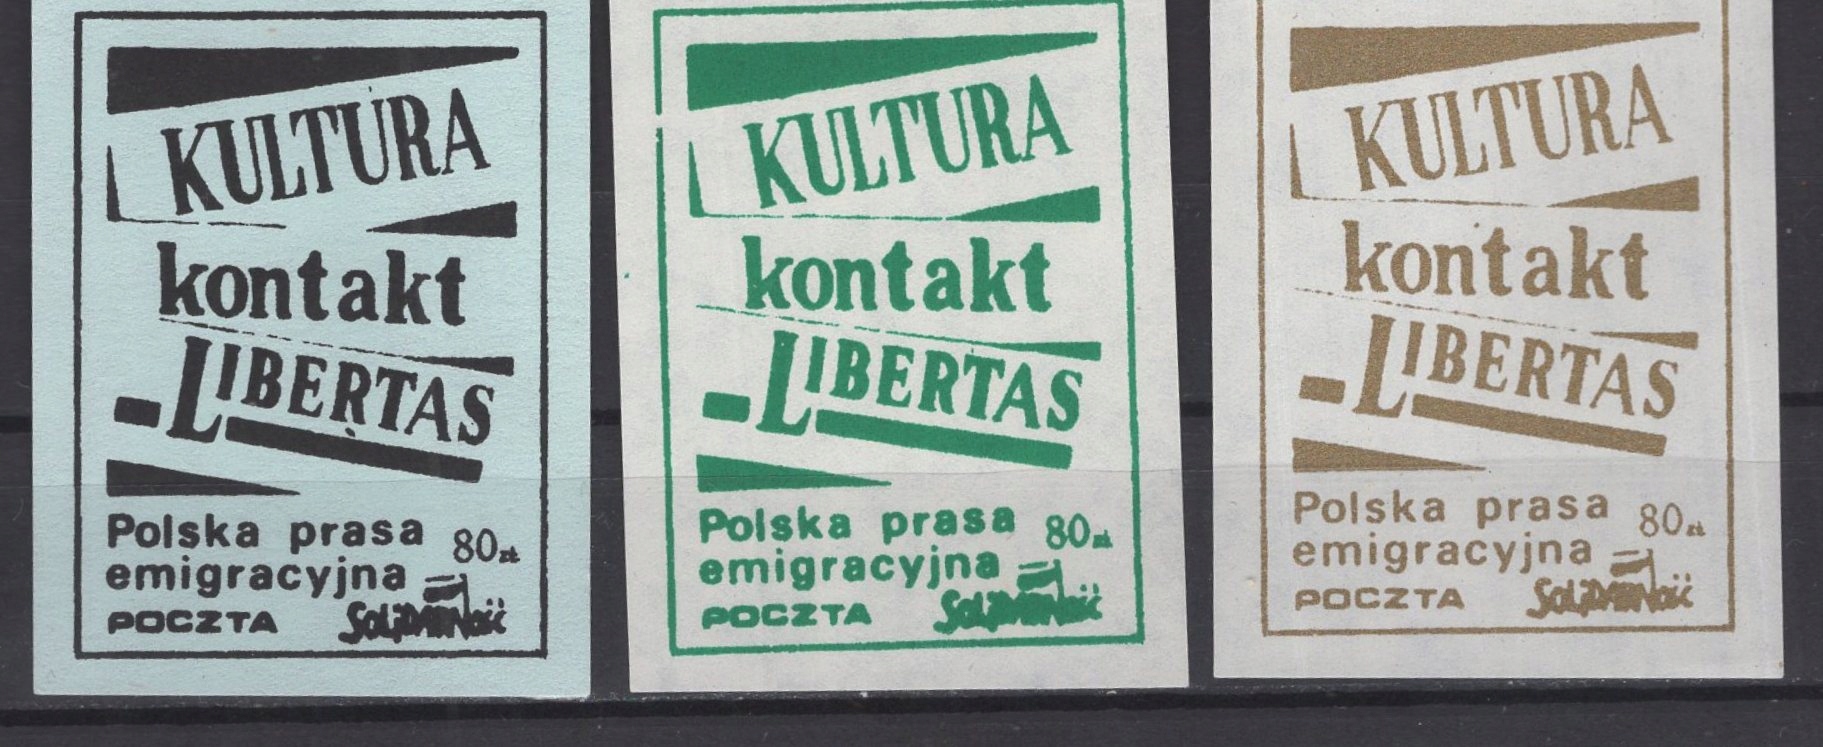 KULTURA
kontakt
LIBERTAS
Polska prasa 80 zł
emigracyjna
POCZTA Solidarność
KULTURA
kontakt
LIBERTAS
Polska prasa 80 zł
emigracyjna
POCZTA Solidarność
KULTURA
kontakt
LIBERTAS
Polska prasa 80 zł
emigracyjna
POCZTA Solidarność